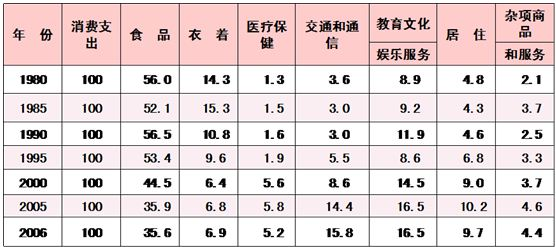 年 份 消费支出 食 品 衣 着 医疗保健 交通和通信 教育文化娱乐服务 居 住 杂项商品和服务
1980 100 56.0 14.3 1.3 3.6 8.9 4.8 2.1
1985 100 52.1 15.3 1.5 3.0 9.2 4.3 3.7
1990 100 56.5 10.8 1.6 3.0 11.9 4.6 2.5
1995 100 53.4 9.6 1.9 5.5 8.6 6.8 3.3
2000 100 44.5 6.4 5.6 8.6 14.5 9.0 3.7
2005 100 35.9 6.8 5.8 14.4 16.5 10.2 4.6
2006 100 35.6 6.9 5.2 15.8 16.5 9.7 4.4